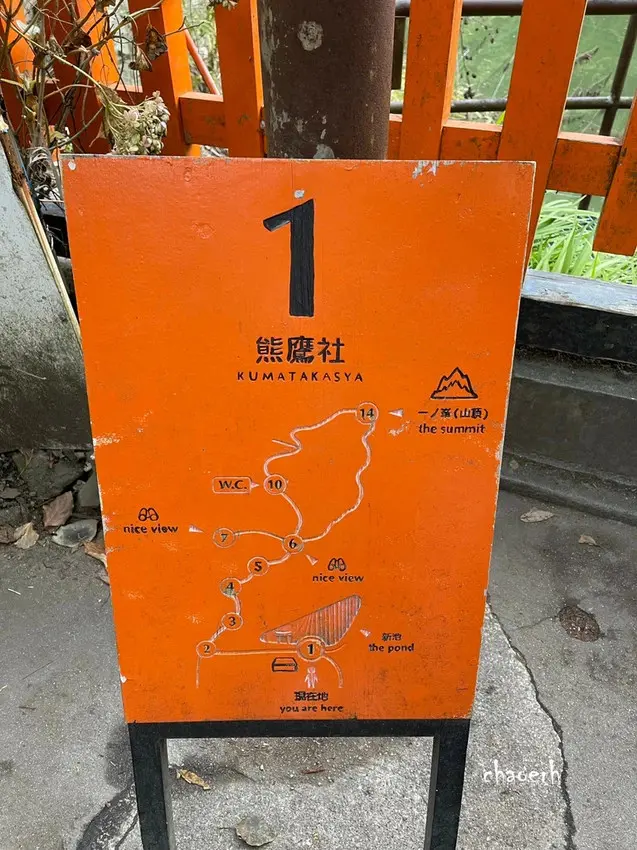 1
熊鷹社
KUMATAKASYA
14
一ノ峯(山頂)
the summit
W.C.
10
nice view
7
6
nice view
5
4
3
2
1
新池
the pond
現在地
you are here
chaoerh